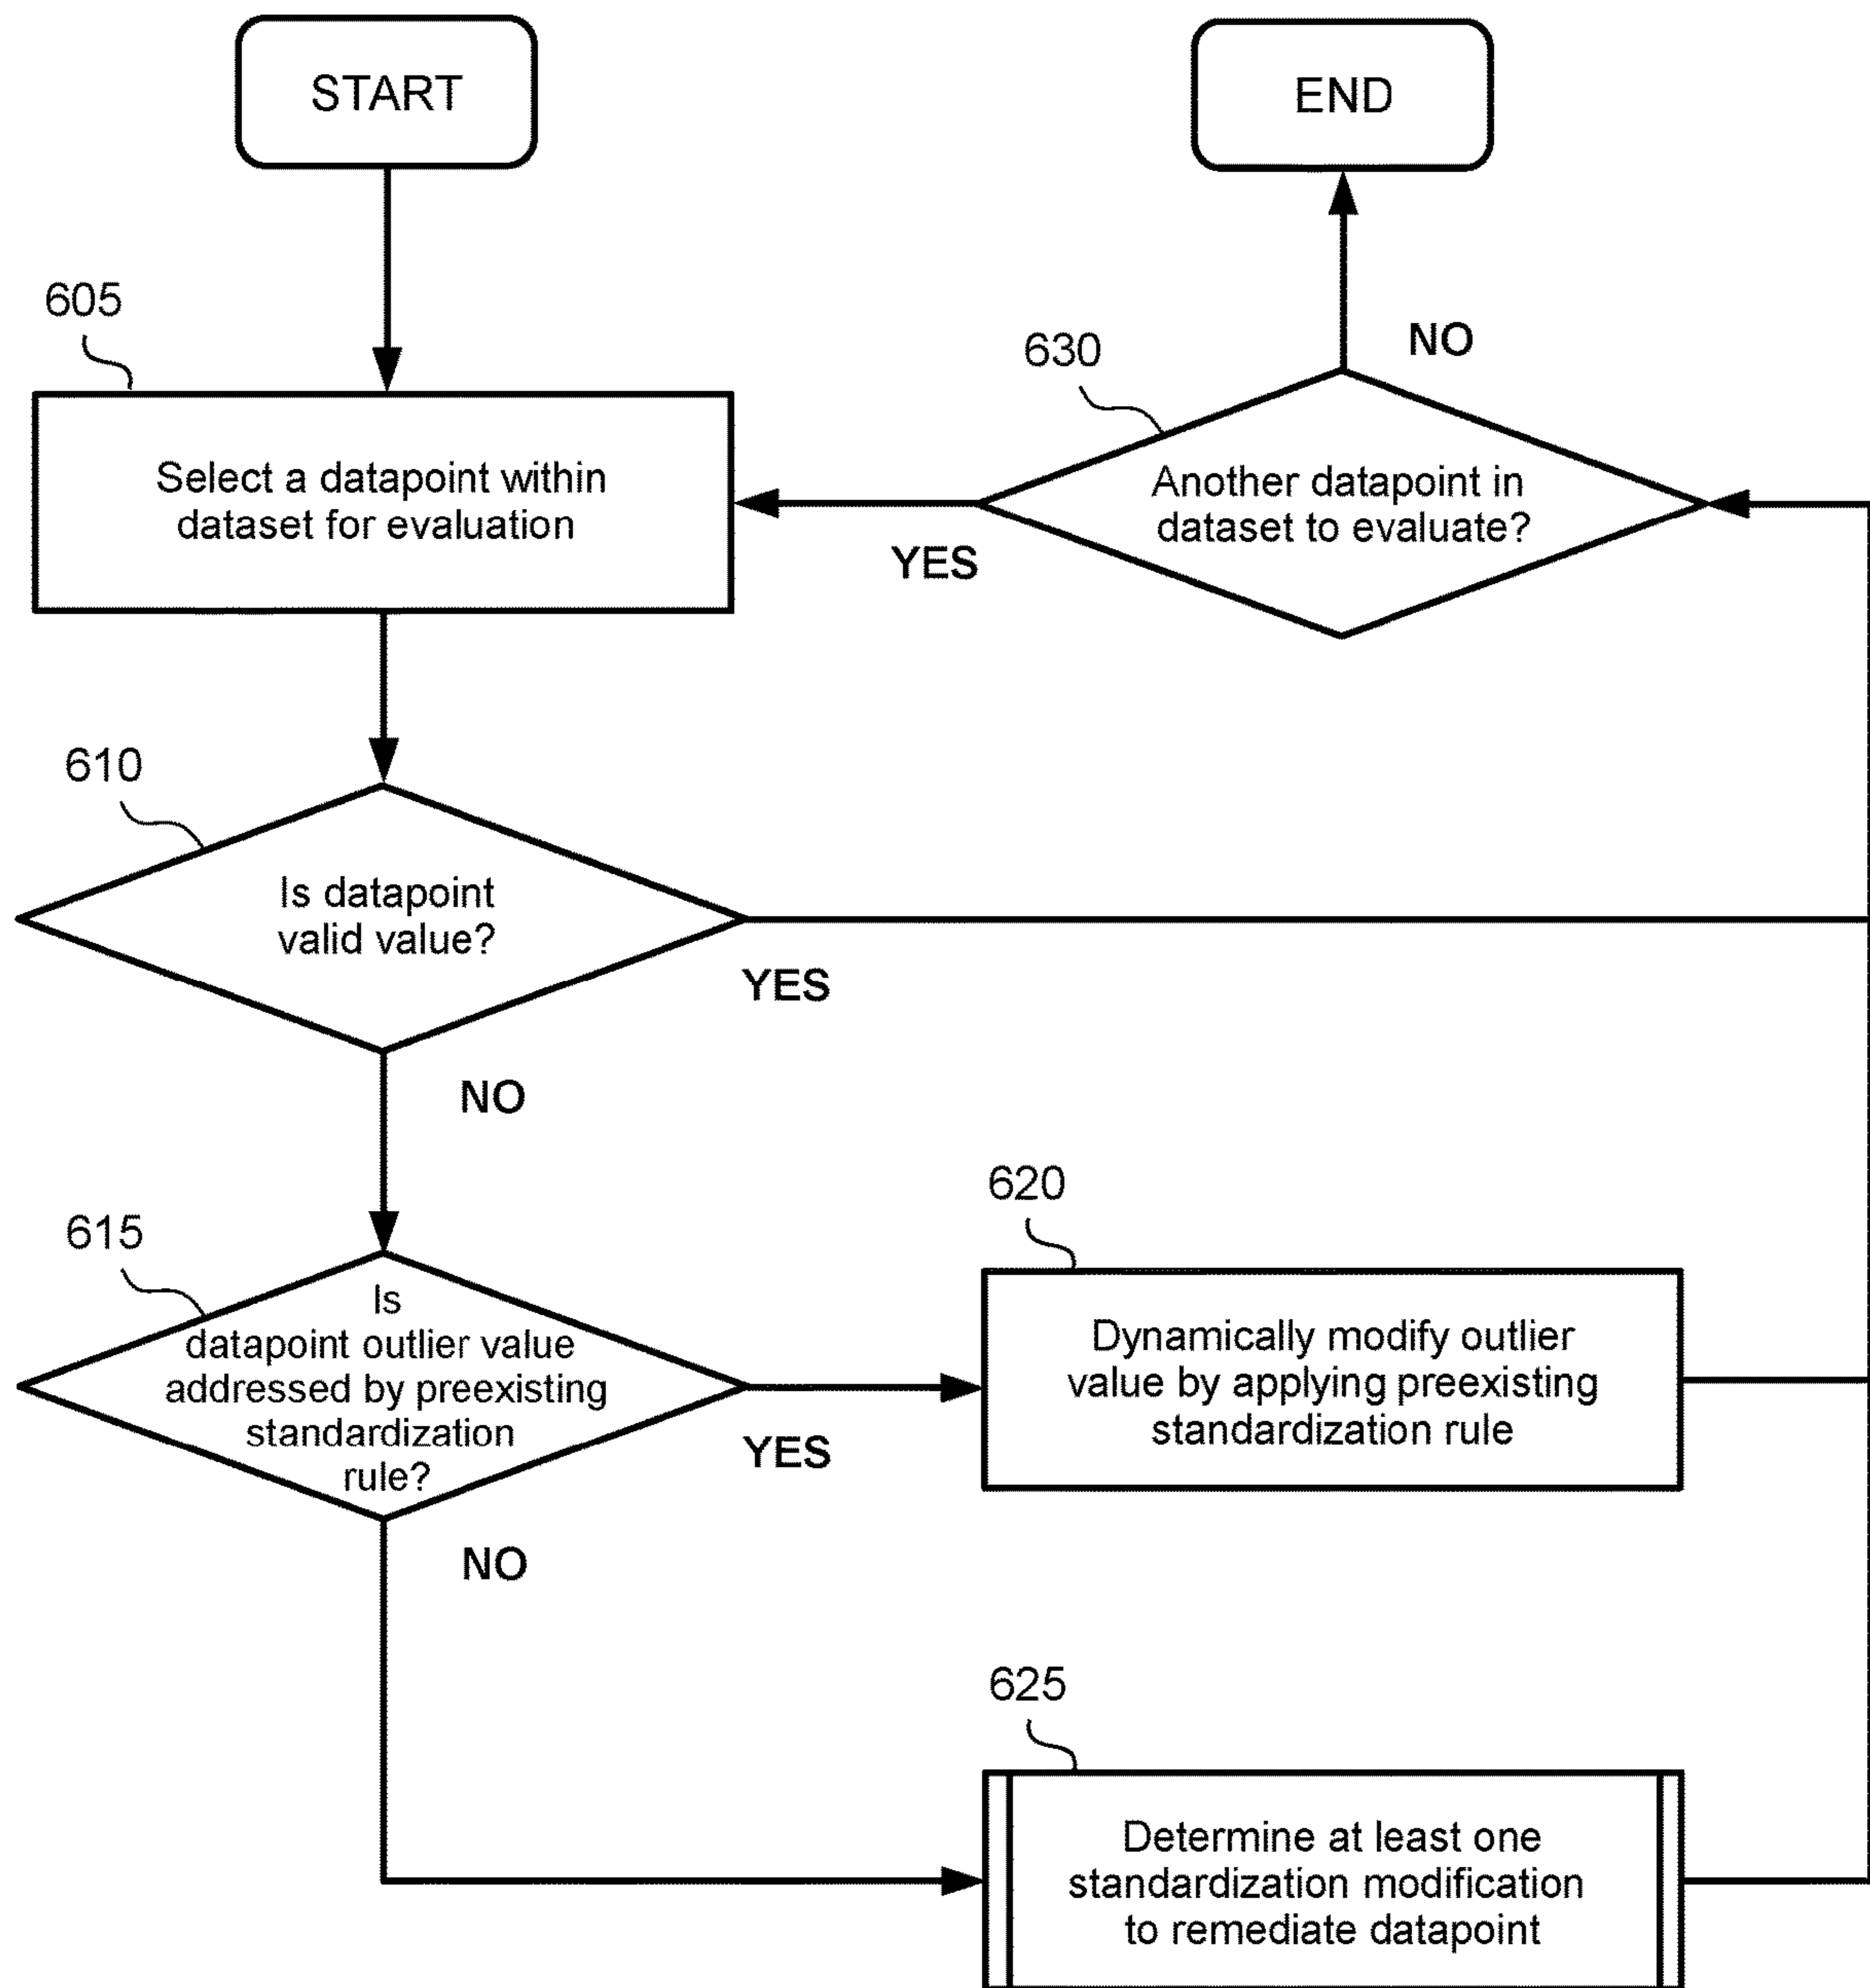 START
END
605
Select a datapoint within
dataset for evaluation
630
NO
Another datapoint in
dataset to evaluate?
YES
610
Is datapoint
valid value?
YES
NO
615
Is
datapoint outlier value
addressed by preexisting
standardization
rule?
YES
NO
620
Dynamically modify outlier
value by applying preexisting
standardization rule
625
Determine at least one
standardization modification
to remediate datapoint